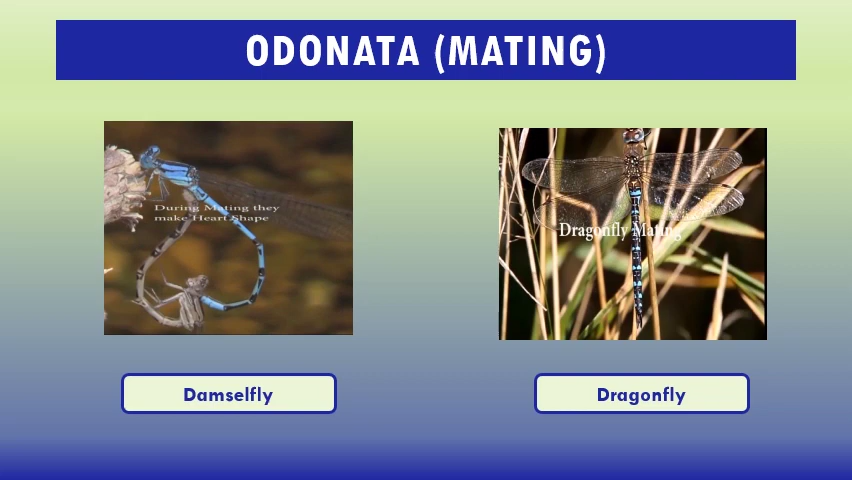 ODONATA (MATING)
During Mating they
make Heart Shape
Dragonfly Mating
Damselfly
Dragonfly